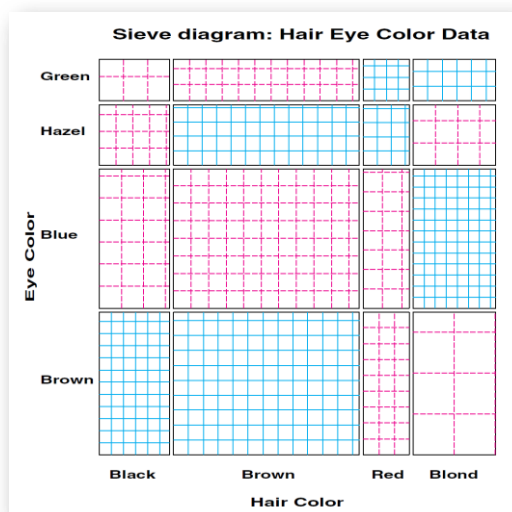 Sieve diagram: Hair Eye Color Data
Green
Hazel
Blue
Brown
Eye Color
Black
Brown
Red
Blond
Hair Color